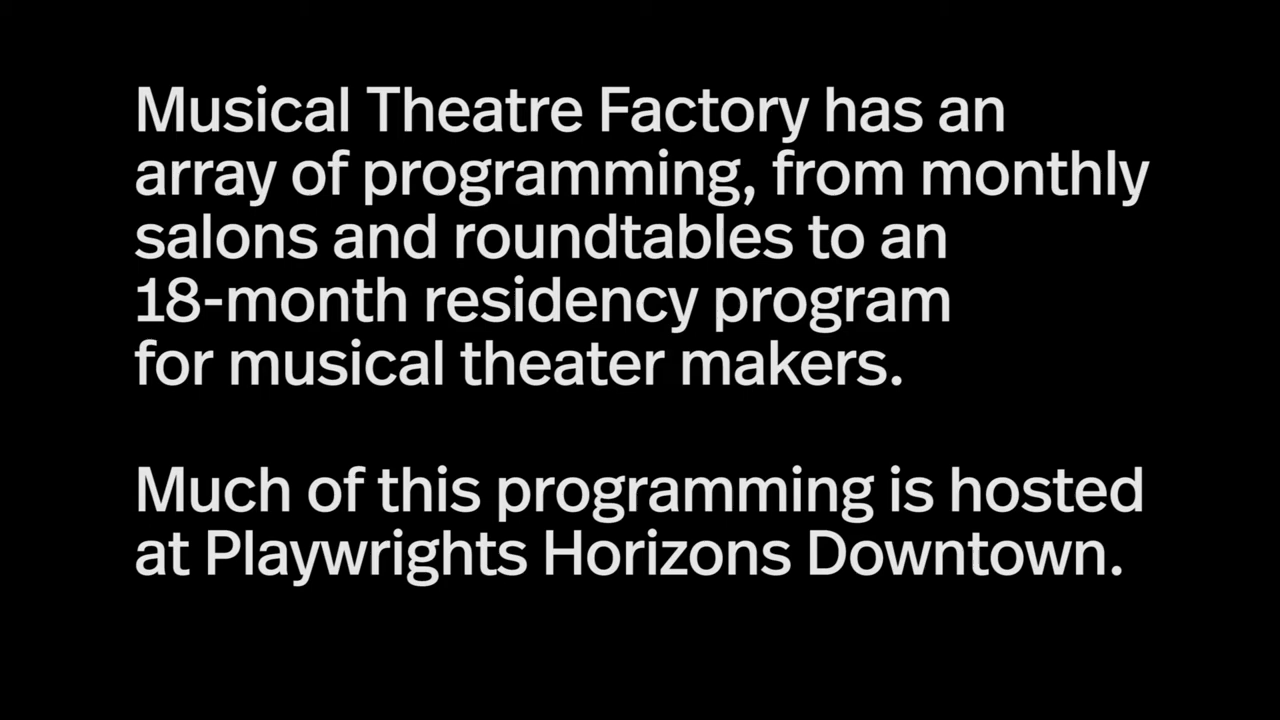 Musical Theatre Factory has an
array of programming, from monthly
salons and roundtables to an
18-month residency program
for musical theater makers.
Much of this programming is hosted
at Playwrights Horizons Downtown.